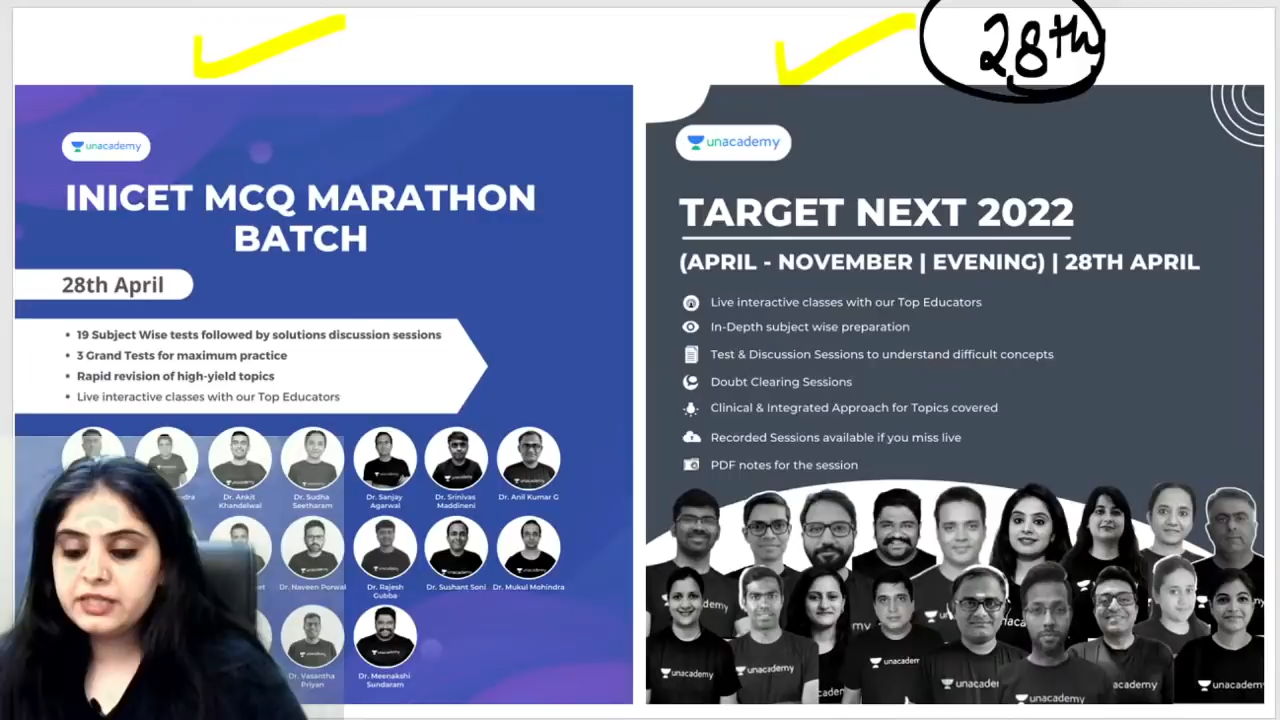 28th
unacademy
INICET MCQ MARATHON
BATCH
28th April
• 19 Subject Wise tests followed by solutions discussion sessions
• 3 Grand Tests for maximum practice
• Rapid revision of high-yield topics
• Live interactive classes with our Top Educators
Dr. Ankit
Khandelwal
Dr. Sudha
Seetharam
Dr. Sanjay
Agarwal
Dr. Srinivas
Maddineni
Dr. Anil Kumar G
Dr. Naveen Porwal
Dr. Rajesh
Gubba
Dr. Sushant Soni
Dr. Mukul Mohindra
Dr. Vasantha
Priyan
Dr. Meenakshi
Sundaram
unacademy
TARGET NEXT 2022
(APRIL - NOVEMBER | EVENING) | 28TH APRIL
Live interactive classes with our Top Educators
In-Depth subject wise preparation
Test & Discussion Sessions to understand difficult concepts
Doubt Clearing Sessions
Clinical & Integrated Approach for Topics covered
Recorded Sessions available if you miss live
PDF notes for the session
unacademy
unacademy
unacademy